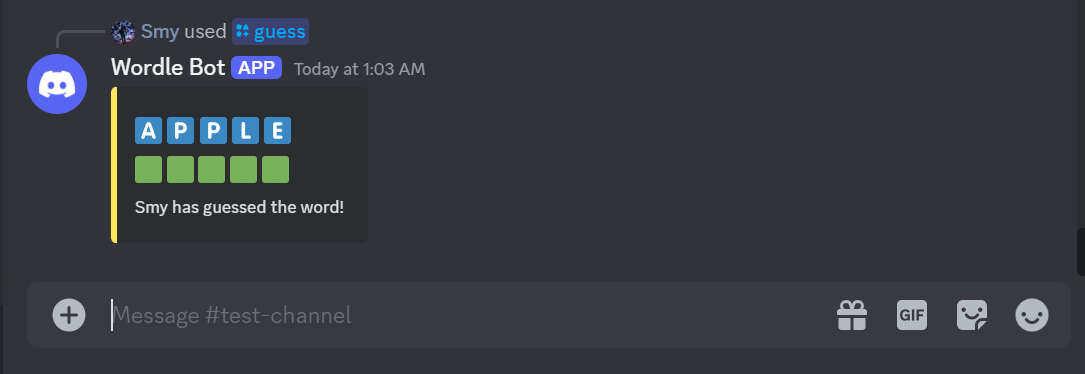 Smy used guess
Wordle Bot APP Today at 1:03 AM
A P P L E
Smy has guessed the word!
Message #test-channel
GIF